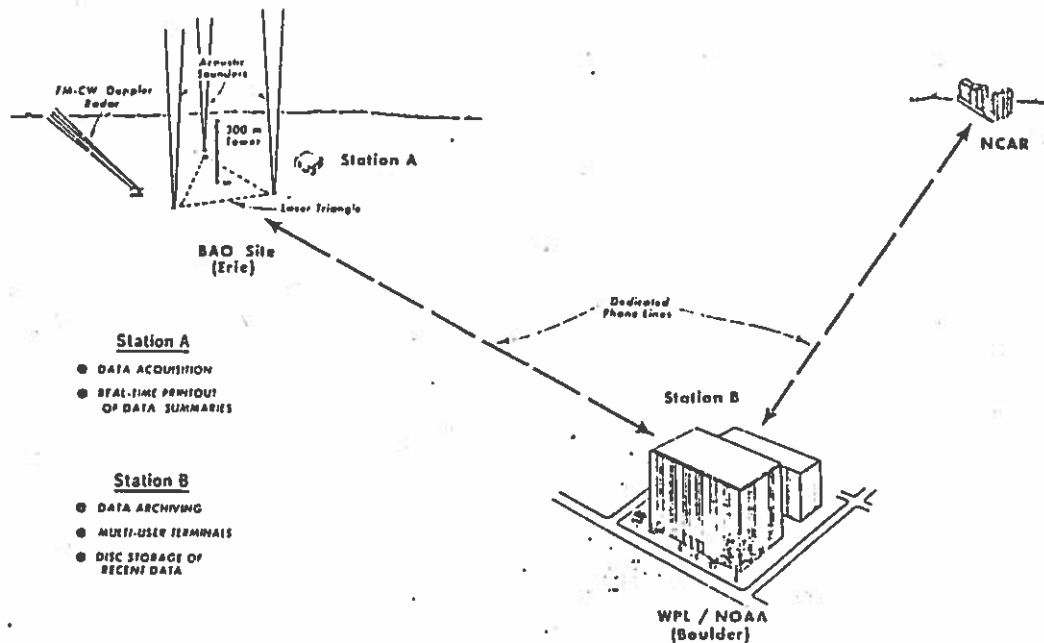 Acoustic
Sounders
FM-CW Doppler
Radar
300 m
Tower
Station A
Laser Triangle
NCAR
BAO Site
(Erie)
Dedicated
Phone Lines
Station A
● DATA ACQUISITION
● REAL-TIME PRINTOUT
OF DATA SUMMARIES
Station B
Station B
● DATA ARCHIVING
● MULTI-USER TERMINALS
● DISC STORAGE OF
RECENT DATA
WPL / NOAA
(Boulder)